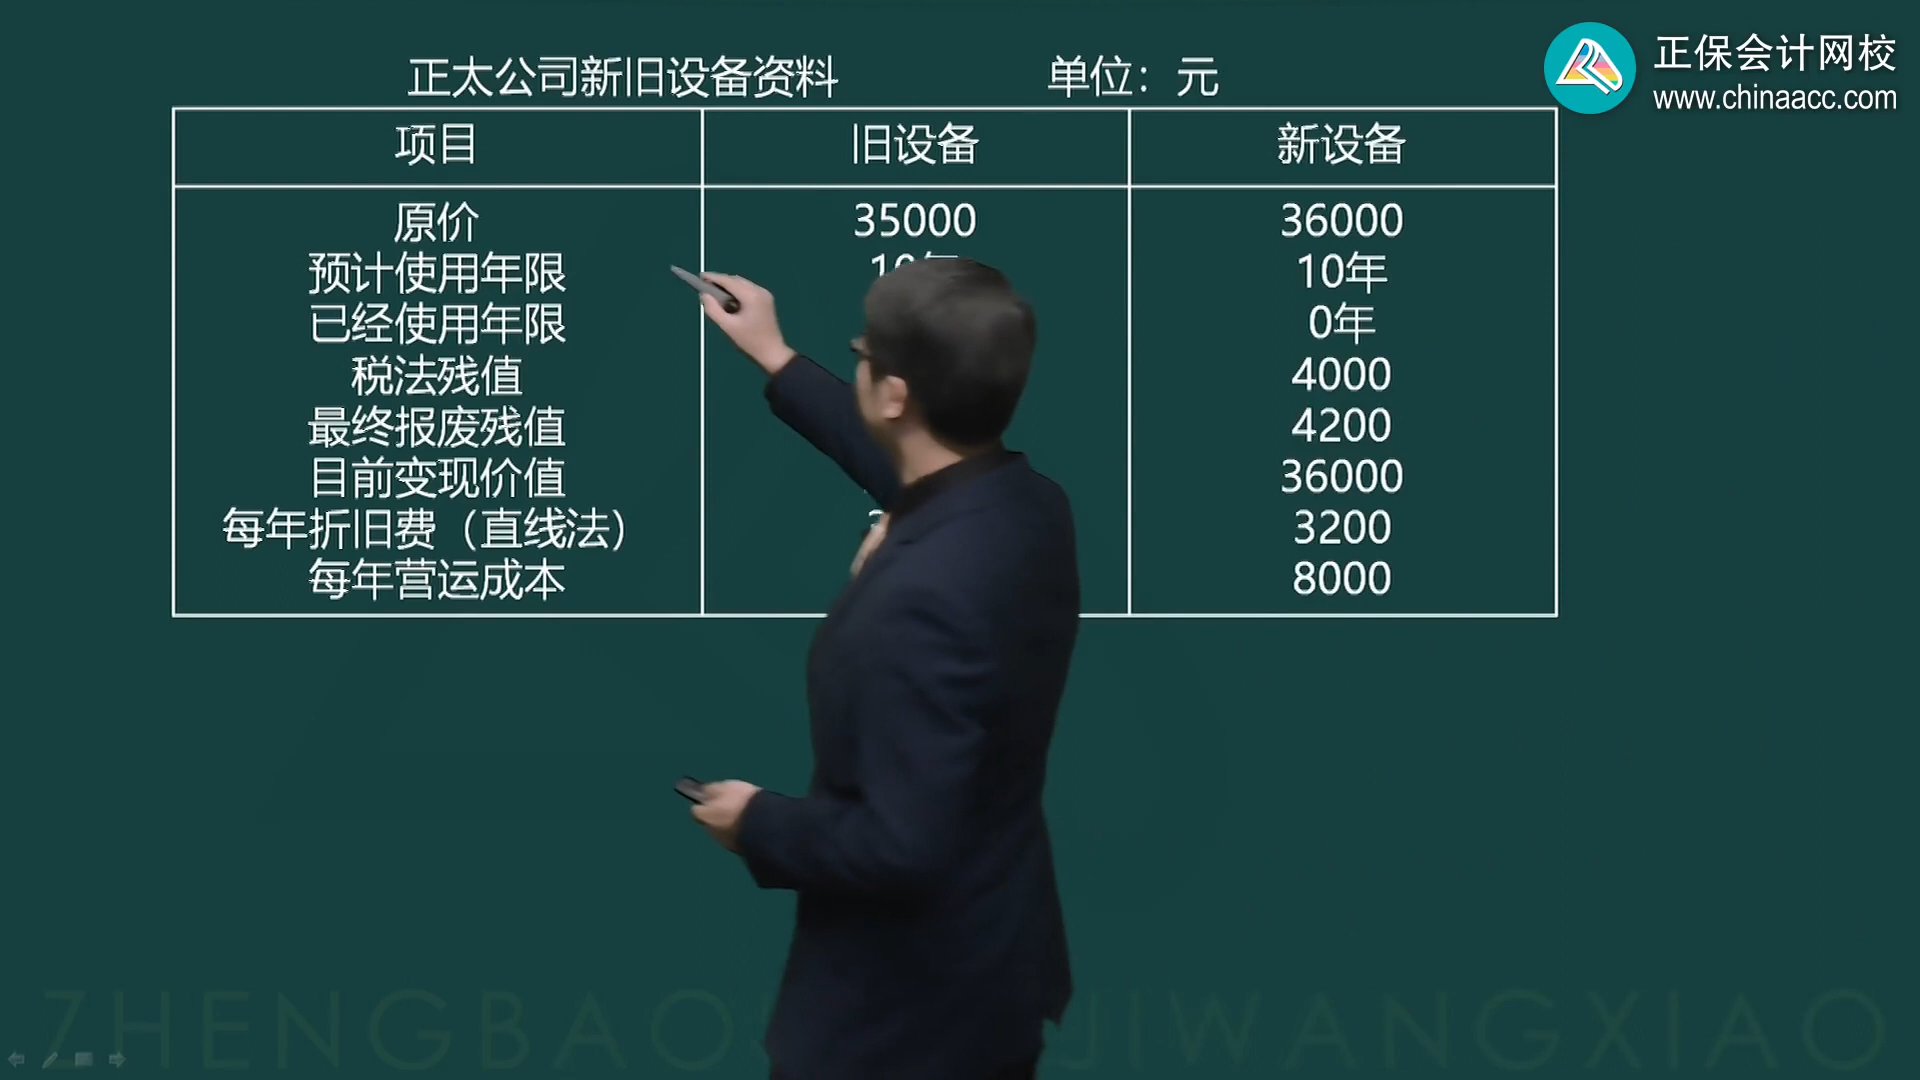 正太公司新旧设备资料 单位：元
正保会计网校
www.chinaacc.com
项目 旧设备 新设备
原价 35000 36000
预计使用年限 10年 10年
已经使用年限 0年
税法残值 4000
最终报废残值 4200
目前变现价值 36000
每年折旧费（直线法） 3200
每年营运成本 8000